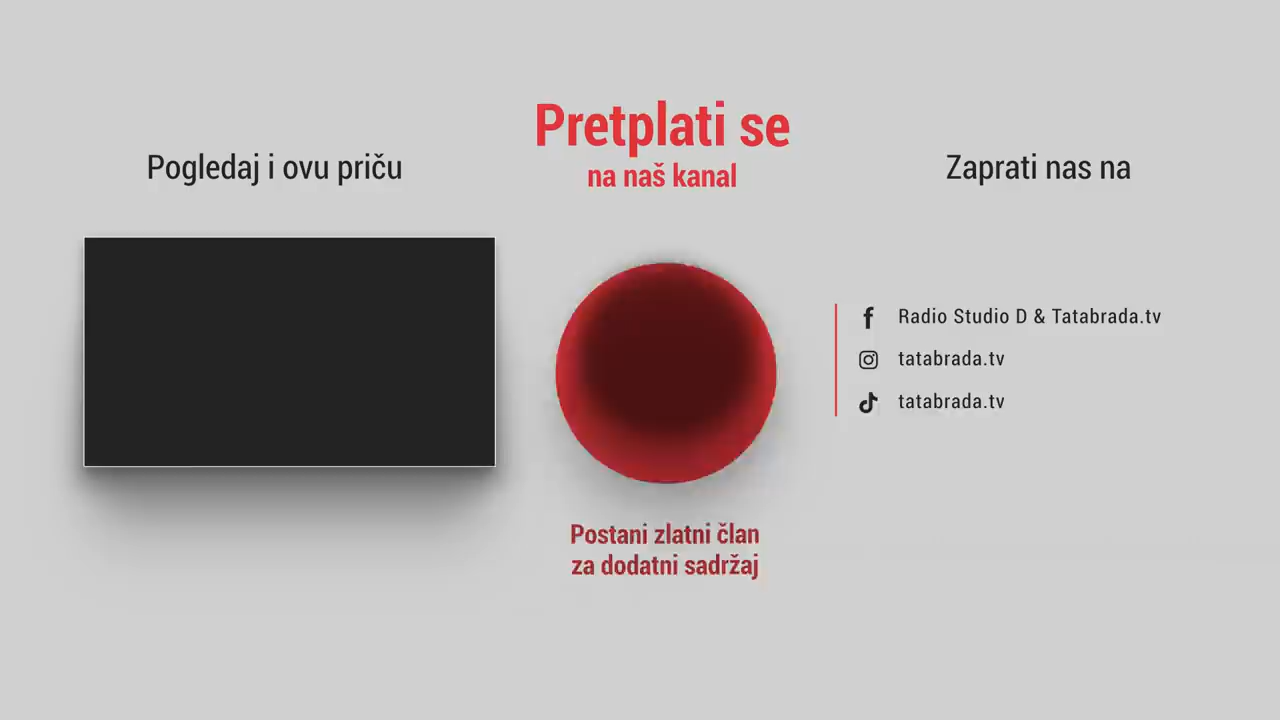 Pogledaj i ovu priču
Pretplati se
na naš kanal
Postani zlatni član
za dodatni sadržaj
Zaprati nas na
Radio Studio D & Tatabrada.tv
tatabrada.tv
tatabrada.tv